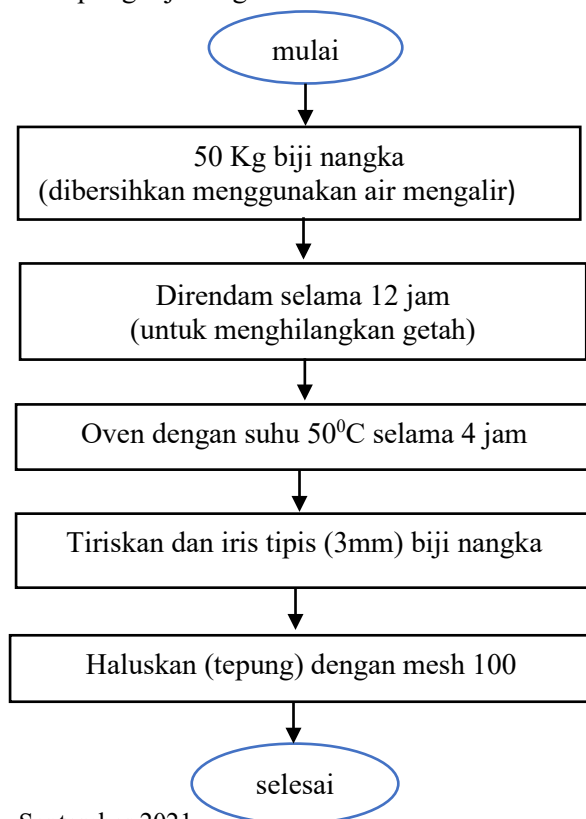 mulai
50 Kg biji nangka
(dibersihkan menggunakan air mengalir)
Direndam selama 12 jam
(untuk menghilangkan getah)
Oven dengan suhu 50⁰C selama 4 jam
Tiriskan dan iris tipis (3mm) biji nangka
Haluskan (tepung) dengan mesh 100
selesai